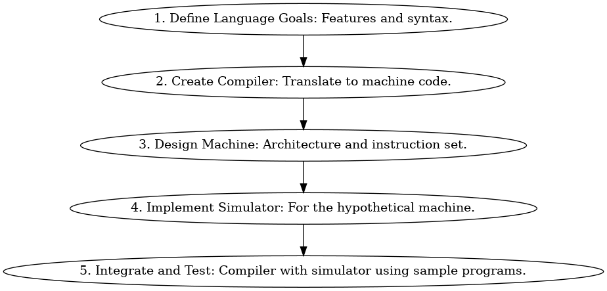 1. Define Language Goals: Features and syntax.
2. Create Compiler: Translate to machine code.
3. Design Machine: Architecture and instruction set.
4. Implement Simulator: For the hypothetical machine.
5. Integrate and Test: Compiler with simulator using sample programs.